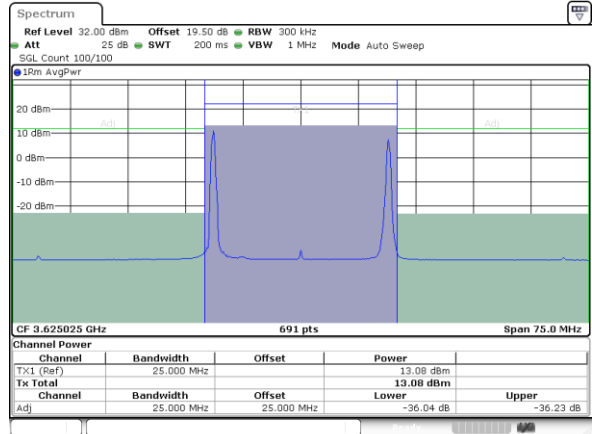 Spectrum
Ref Level 32.00 dBm Offset 19.50 dB RBW 300 kHz
Att 25 dB SWT 200 ms VBW 1 MHz Mode Auto Sweep
SGL Count 100/100
1Rm AvgPwr
20 dBm
Adj Adj
10 dBm
0 dBm
-10 dBm
-20 dBm
CF 3.625025 GHz 691 pts Span 75.0 MHz
Channel Power
Channel Bandwidth Offset Power
TX1 (Ref) 25.000 MHz 13.08 dBm
Tx Total 13.08 dBm
Channel Bandwidth Offset Lower Upper
Adj 25.000 MHz 25.000 MHz -36.04 dB -36.23 dB
Ready